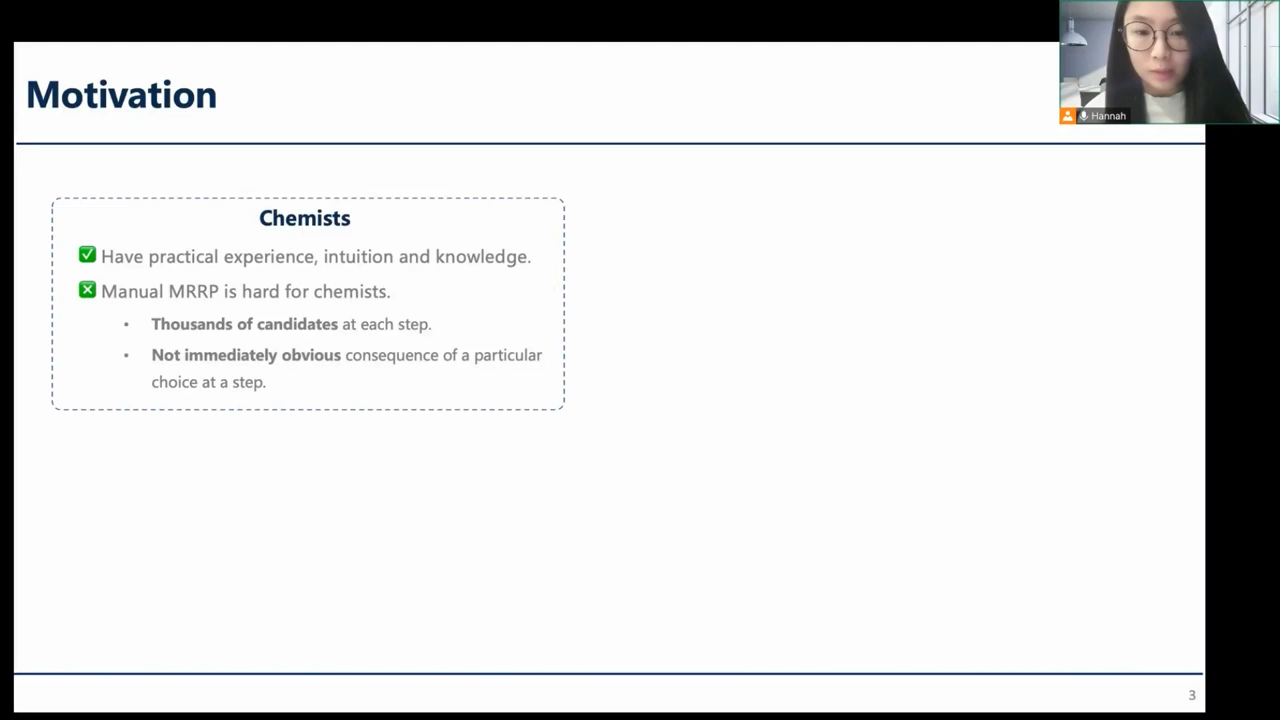 Motivation
Hannah
Chemists
✅ Have practical experience, intuition and knowledge.
❎ Manual MRRP is hard for chemists.
• Thousands of candidates at each step.
• Not immediately obvious consequence of a particular
choice at a step.
3